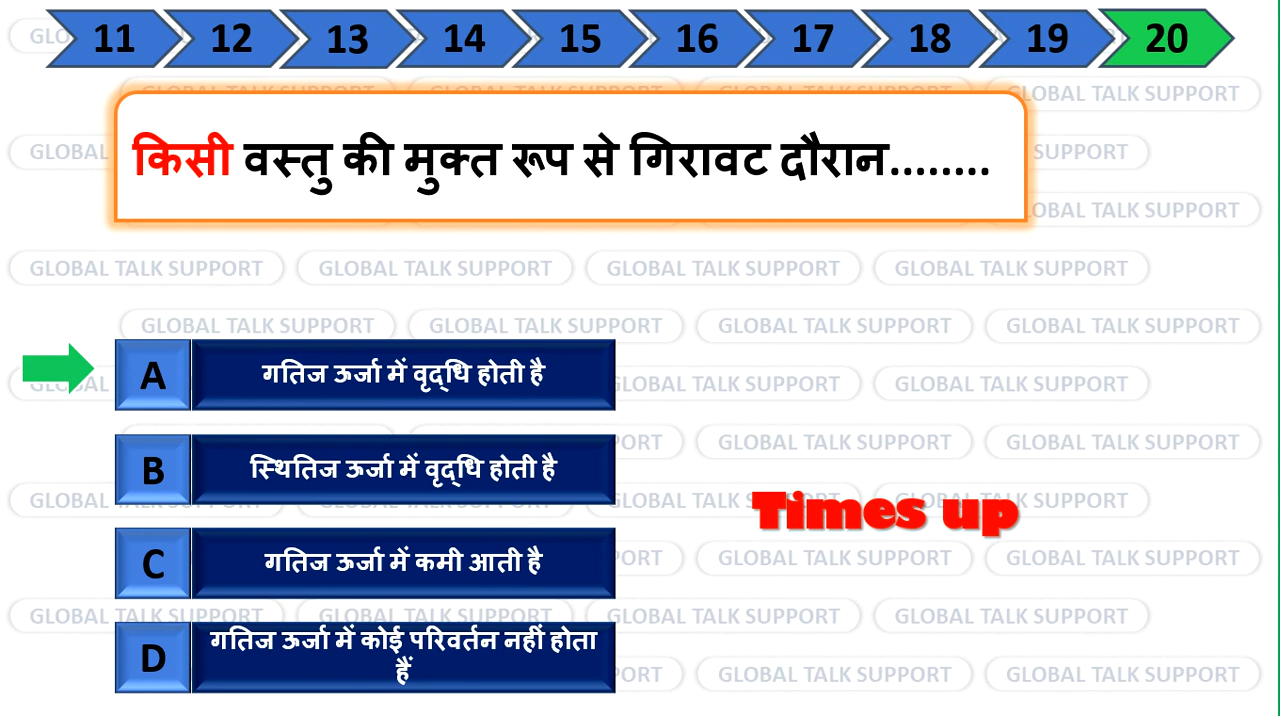 11 12 13 14 15 16 17 18 19 20
किसी वस्तु की मुक्त रूप से गिरावट दौरान........
A गतिज ऊर्जा में वृद्धि होती है
B स्थितिज ऊर्जा में वृद्धि होती है
Times up
C गतिज ऊर्जा में कमी आती है
D गतिज ऊर्जा में कोई परिवर्तन नहीं होता
हैं
GLOBAL TALK SUPPORT